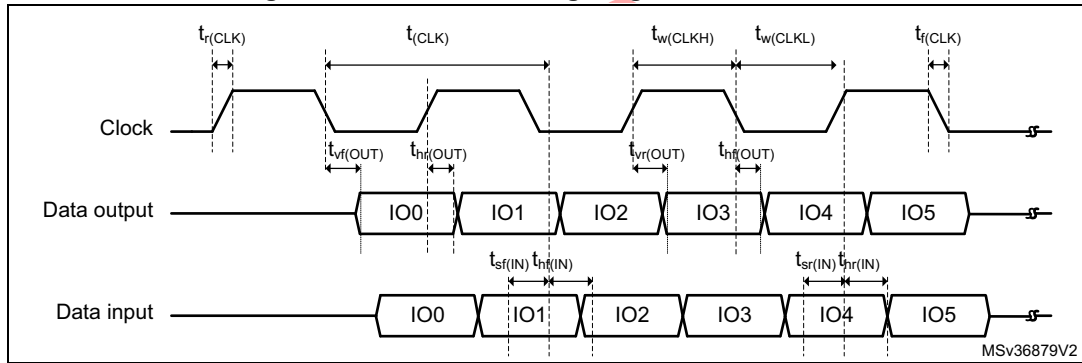 tr(CLK) t(CLK) tw(CLKH) tw(CLKL) tf(CLK)
Clock
tvf(OUT) thr(OUT) tvr(OUT) thf(OUT)
Data output IO0 IO1 IO2 IO3 IO4 IO5
tsf(IN) thf(IN) tsr(IN) thr(IN)
Data input IO0 IO1 IO2 IO3 IO4 IO5
MSv36879V2